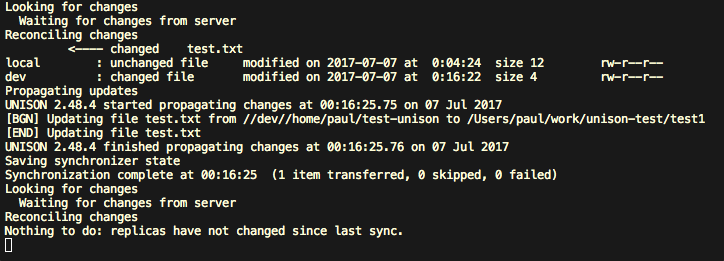 Looking for changes
  Waiting for changes from server
Reconciling changes
         <---- changed    test.txt
local        : unchanged file     modified on 2017-07-07 at  0:04:24  size 12        rw-r--r--
dev          : changed file       modified on 2017-07-07 at  0:16:22  size 4         rw-r--r--
Propagating updates
UNISON 2.48.4 started propagating changes at 00:16:25.75 on 07 Jul 2017
[BGN] Updating file test.txt from //dev//home/paul/test-unison to /Users/paul/work/unison-test/test1
[END] Updating file test.txt
UNISON 2.48.4 finished propagating changes at 00:16:25.76 on 07 Jul 2017
Saving synchronizer state
Synchronization complete at 00:16:25  (1 item transferred, 0 skipped, 0 failed)
Looking for changes
  Waiting for changes from server
Reconciling changes
Nothing to do: replicas have not changed since last sync.